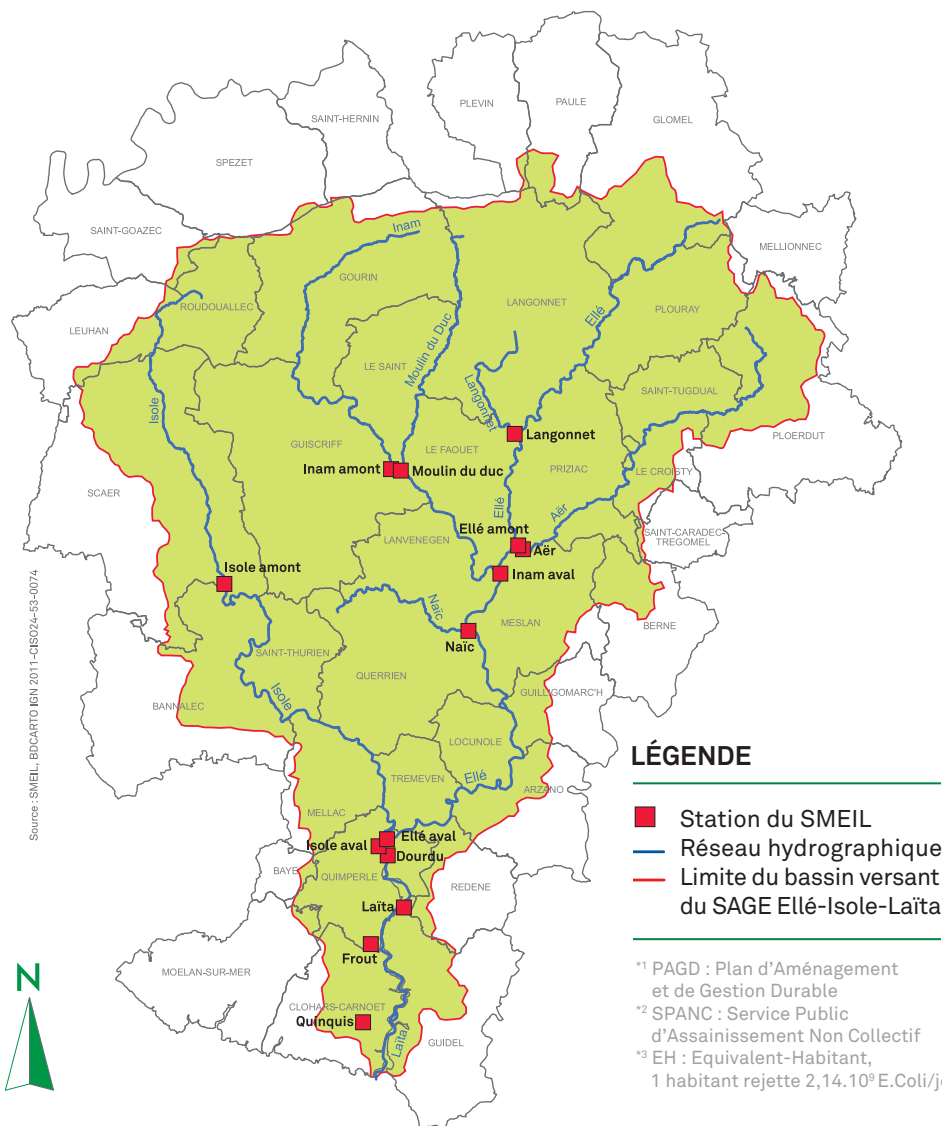 PLEVIN
PAULE
SAINT-HERNIN
GLOMEL
SPEZET
SAINT-GOAZEC
MELLIONNEC
Inam
GOURIN
LANGONNET
PLOURAY
ROUDOUALLEC
LEUHAN
Ellé
Moulin du Duc
LE SAINT
Langonnet
SAINT-TUGDUAL
Isole
PLOERDUT
GUISCRIFF
LE FAOUET
Langonnet
Inam amont
Moulin du duc
PRIZIAC
LE CROISTY
SCAER
Ellé
Aër
Ellé amont
SAINT-CARADEC-
TREGOMEL
LANVENEGEN
Aër
Isole amont
Inam aval
Naïc
MESLAN
BERNE
Naïc
SAINT-THURIEN
QUERRIEN
Isole
GUILLIGOMARC'H
BANNALEC
LOCUNOLE
TREMEVEN
Ellé
ARZANO
MELLAC
Ellé aval
Isole aval
Dourdu
BAYE
QUIMPERLE
REDENE
Laïta
Frout
MOELAN-SUR-MER
CLOHARS-CARNOET
Quinquis
Laïta
GUIDEL
N
Source : SMEIL, BDCARTO IGN 2011-CISO24-53-0074
LÉGENDE
Station du SMEIL
Réseau hydrographique
Limite du bassin versant
du SAGE Ellé-Isole-Laïta
*1 PAGD : Plan d'Aménagement
et de Gestion Durable
*2 SPANC : Service Public
d'Assainissement Non Collectif
*3 EH : Equivalent-Habitant,
1 habitant rejette 2,14.10⁹ E.Coli/j